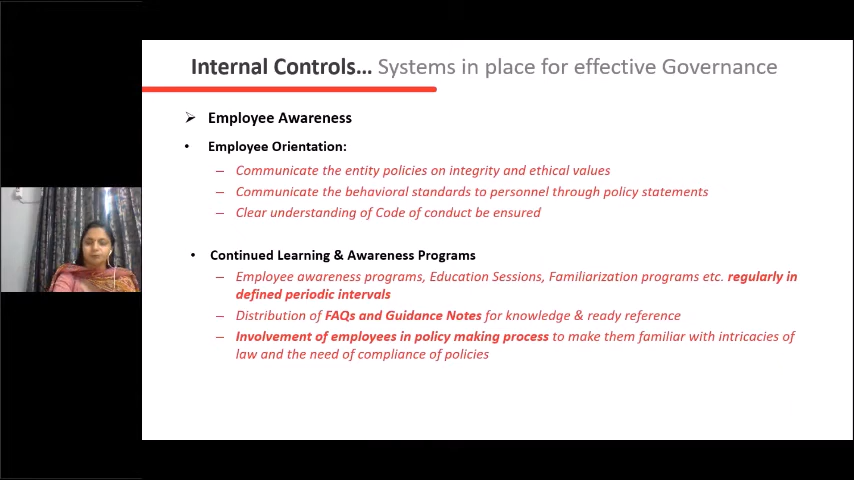 Internal Controls... Systems in place for effective Governance
➢ Employee Awareness
• Employee Orientation:
– Communicate the entity policies on integrity and ethical values
– Communicate the behavioral standards to personnel through policy statements
– Clear understanding of Code of conduct be ensured
• Continued Learning & Awareness Programs
– Employee awareness programs, Education Sessions, Familiarization programs etc. regularly in
defined periodic intervals
– Distribution of FAQs and Guidance Notes for knowledge & ready reference
– Involvement of employees in policy making process to make them familiar with intricacies of
law and the need of compliance of policies